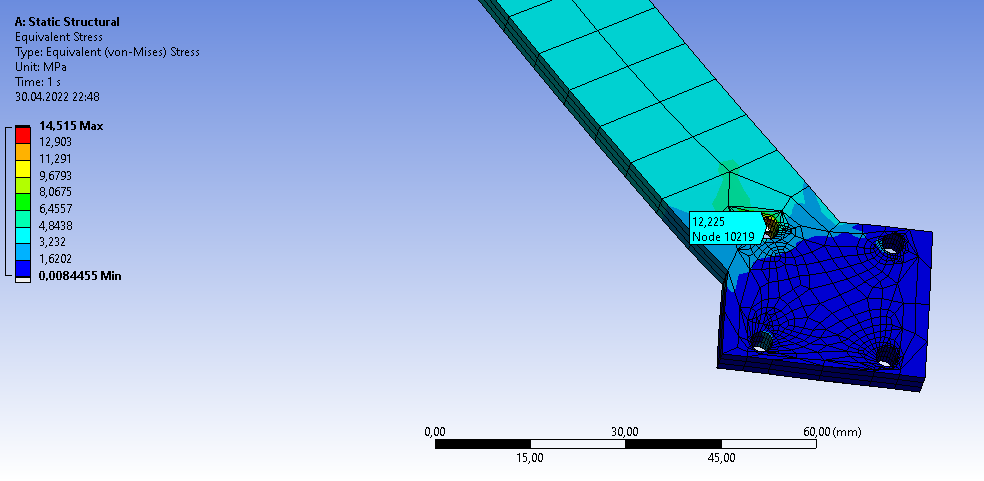 A: Static Structural
Equivalent Stress
Type: Equivalent (von-Mises) Stress
Unit: MPa
Time: 1 s
30.04.2022 22:48
14,515 Max
12,903
11,291
9,6793
8,0675
6,4557
4,8438
3,232
1,6202
0,0084455 Min
12,225
Node 10219
0,00 30,00 60,00 (mm)
15,00 45,00